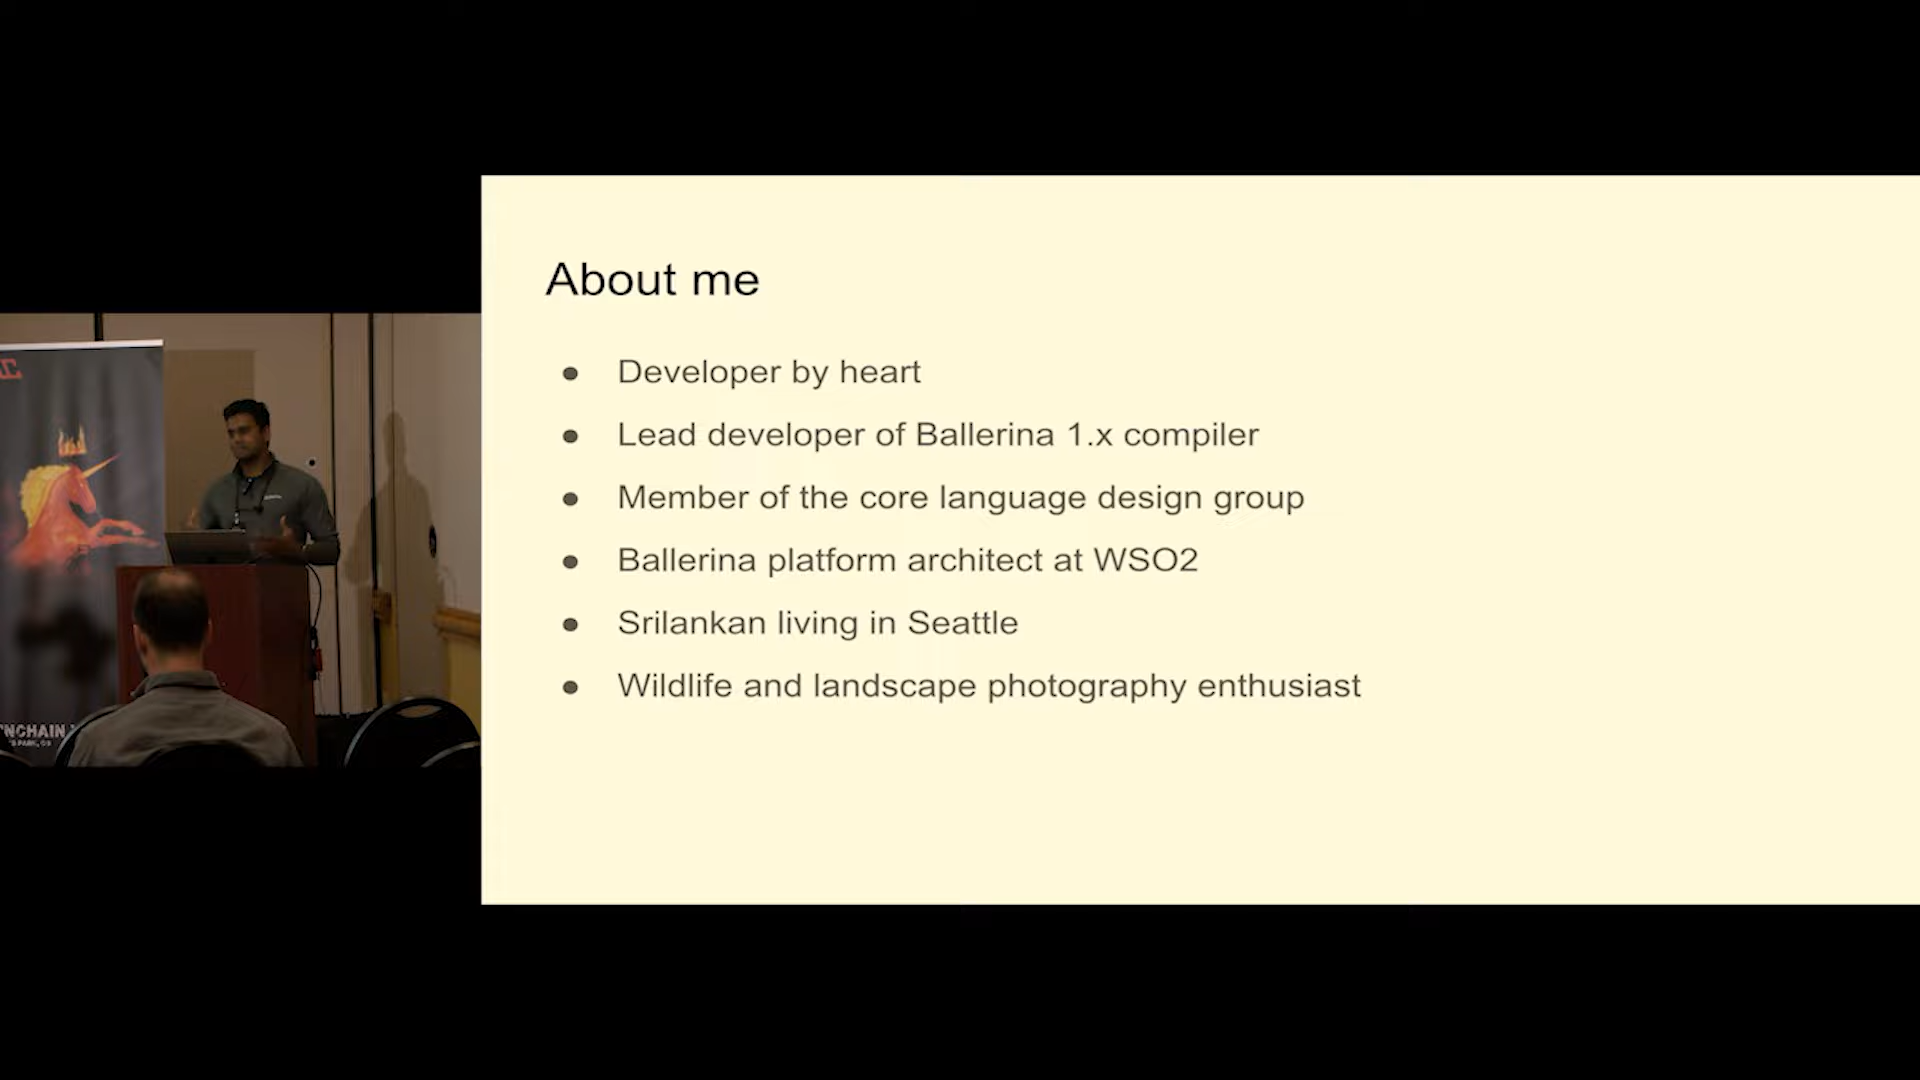 About me
● Developer by heart
● Lead developer of Ballerina 1.x compiler
● Member of the core language design group
● Ballerina platform architect at WSO2
● Srilankan living in Seattle
● Wildlife and landscape photography enthusiast